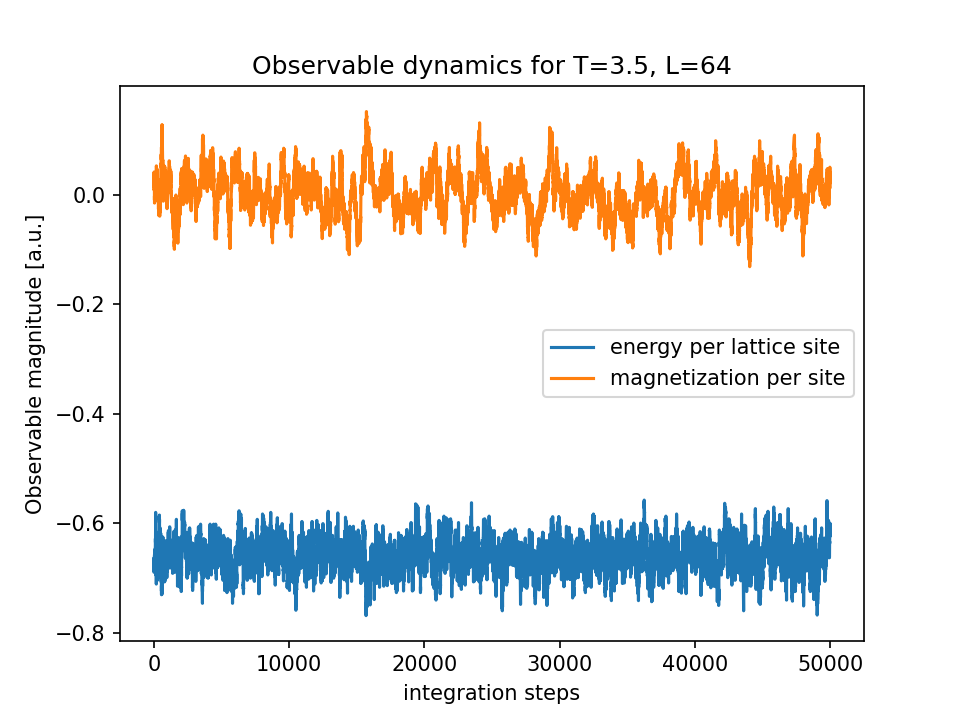 Observable dynamics for T=3.5, L=64
Observable magnitude [a.u.]
0.0
−0.2
−0.4
−0.6
−0.8
energy per lattice site
magnetization per site
0 10000 20000 30000 40000 50000
integration steps